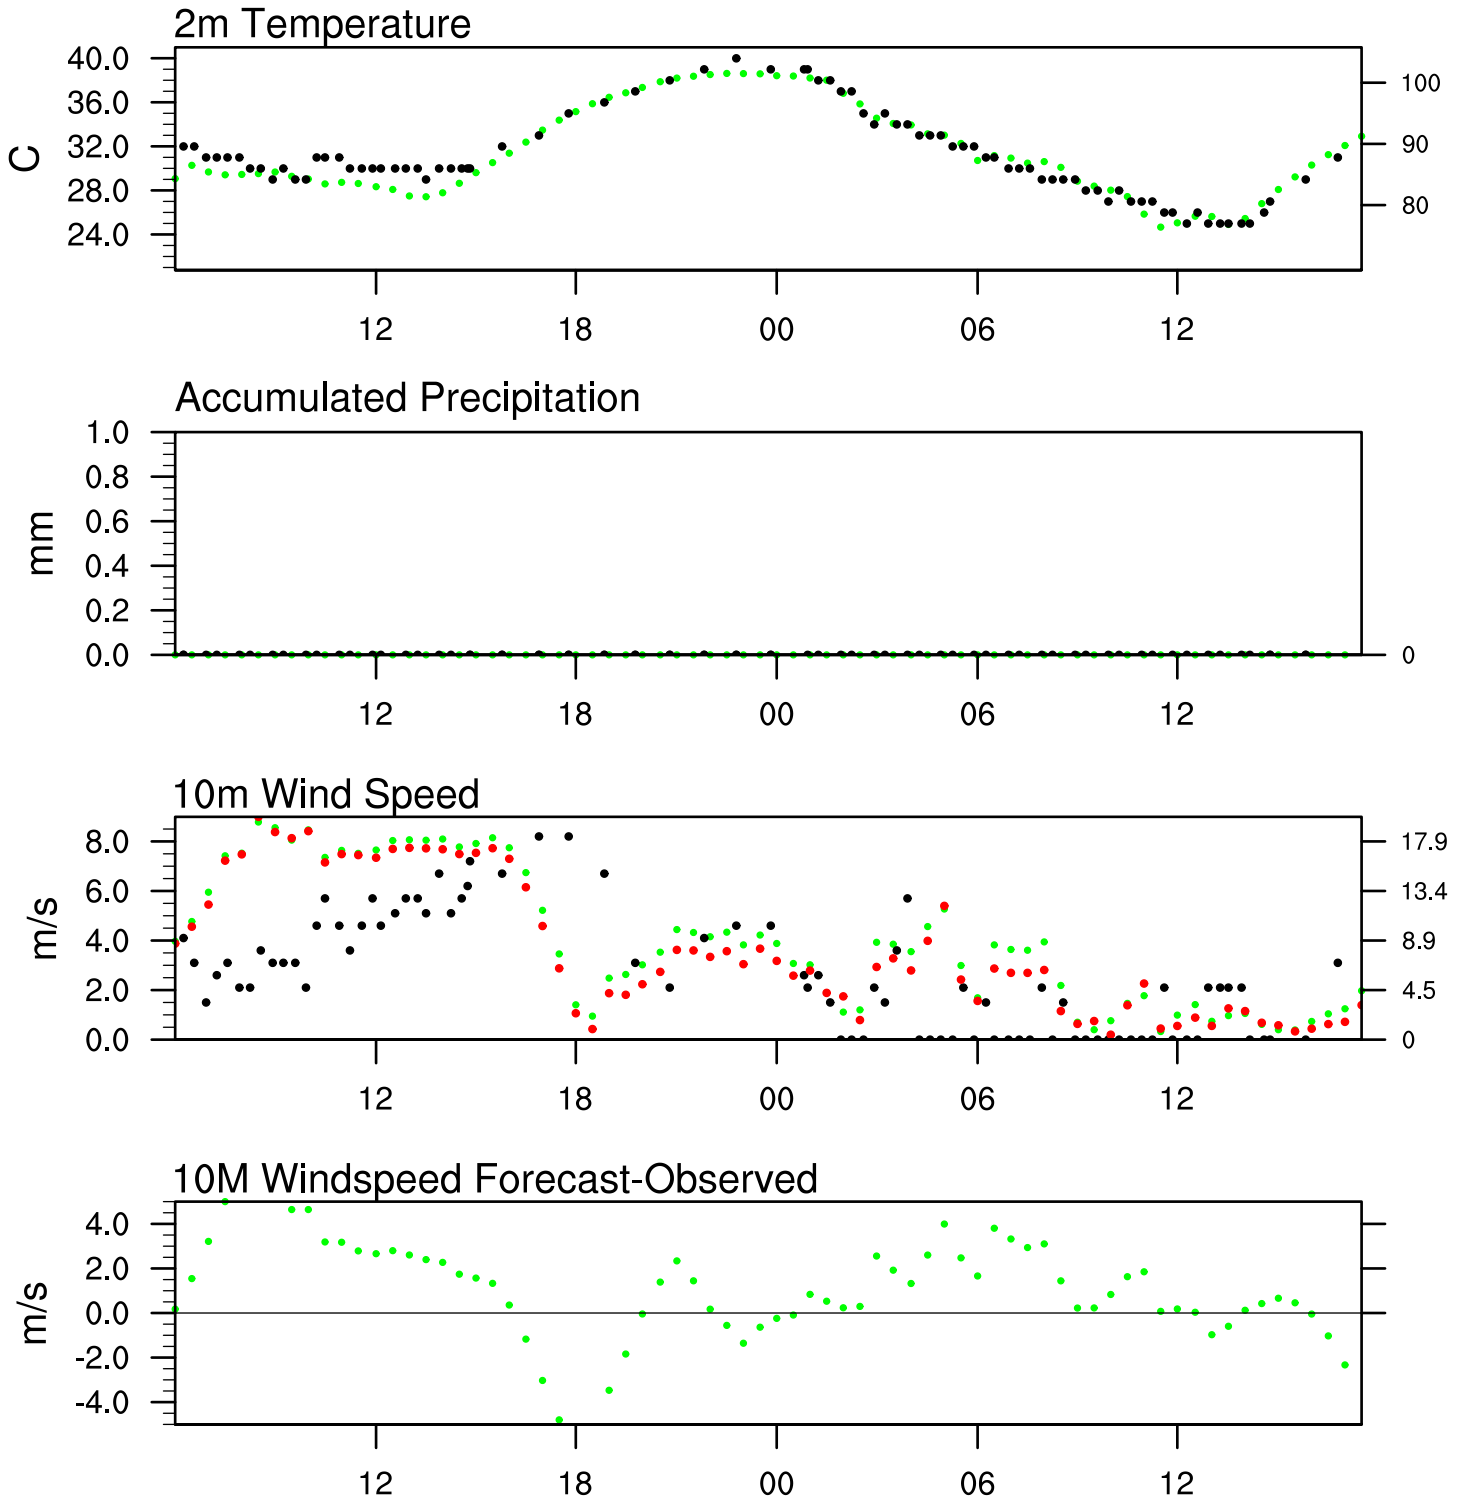 2m Temperature
40.0
36.0
32.0
28.0
24.0
C
100
90
80
12 18 00 06 12
Accumulated Precipitation
1.0
0.8
0.6
0.4
0.2
0.0
mm
0
12 18 00 06 12
10m Wind Speed
8.0
6.0
4.0
2.0
0.0
m/s
17.9
13.4
8.9
4.5
0
12 18 00 06 12
10M Windspeed Forecast-Observed
4.0
2.0
0.0
-2.0
-4.0
m/s
12 18 00 06 12